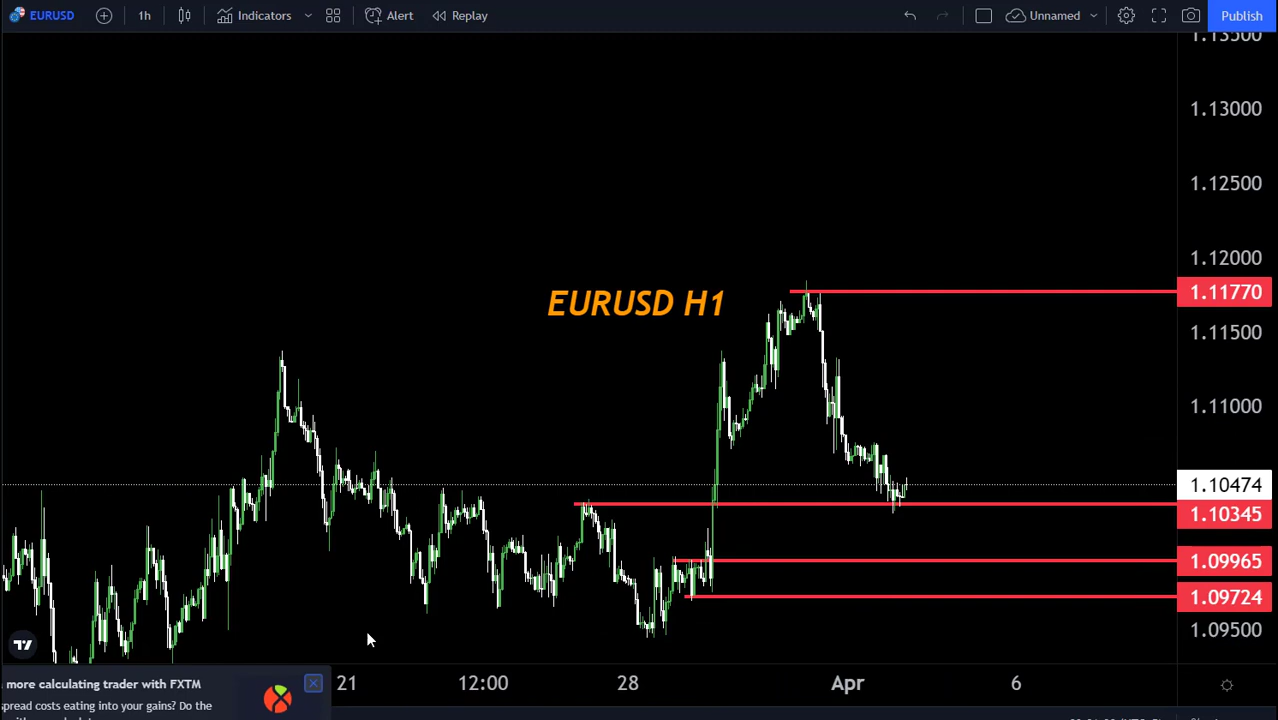 EURUSD 1h Indicators Alert Replay Unnamed Publish
1.13500
1.13000
1.12500
1.12000
EURUSD H1
1.11770
1.11500
1.11000
1.10474
1.10345
1.09965
1.09724
1.09500
21 12:00 28 Apr 6
more calculating trader with FXTM
spread costs eating into your gains? Do the